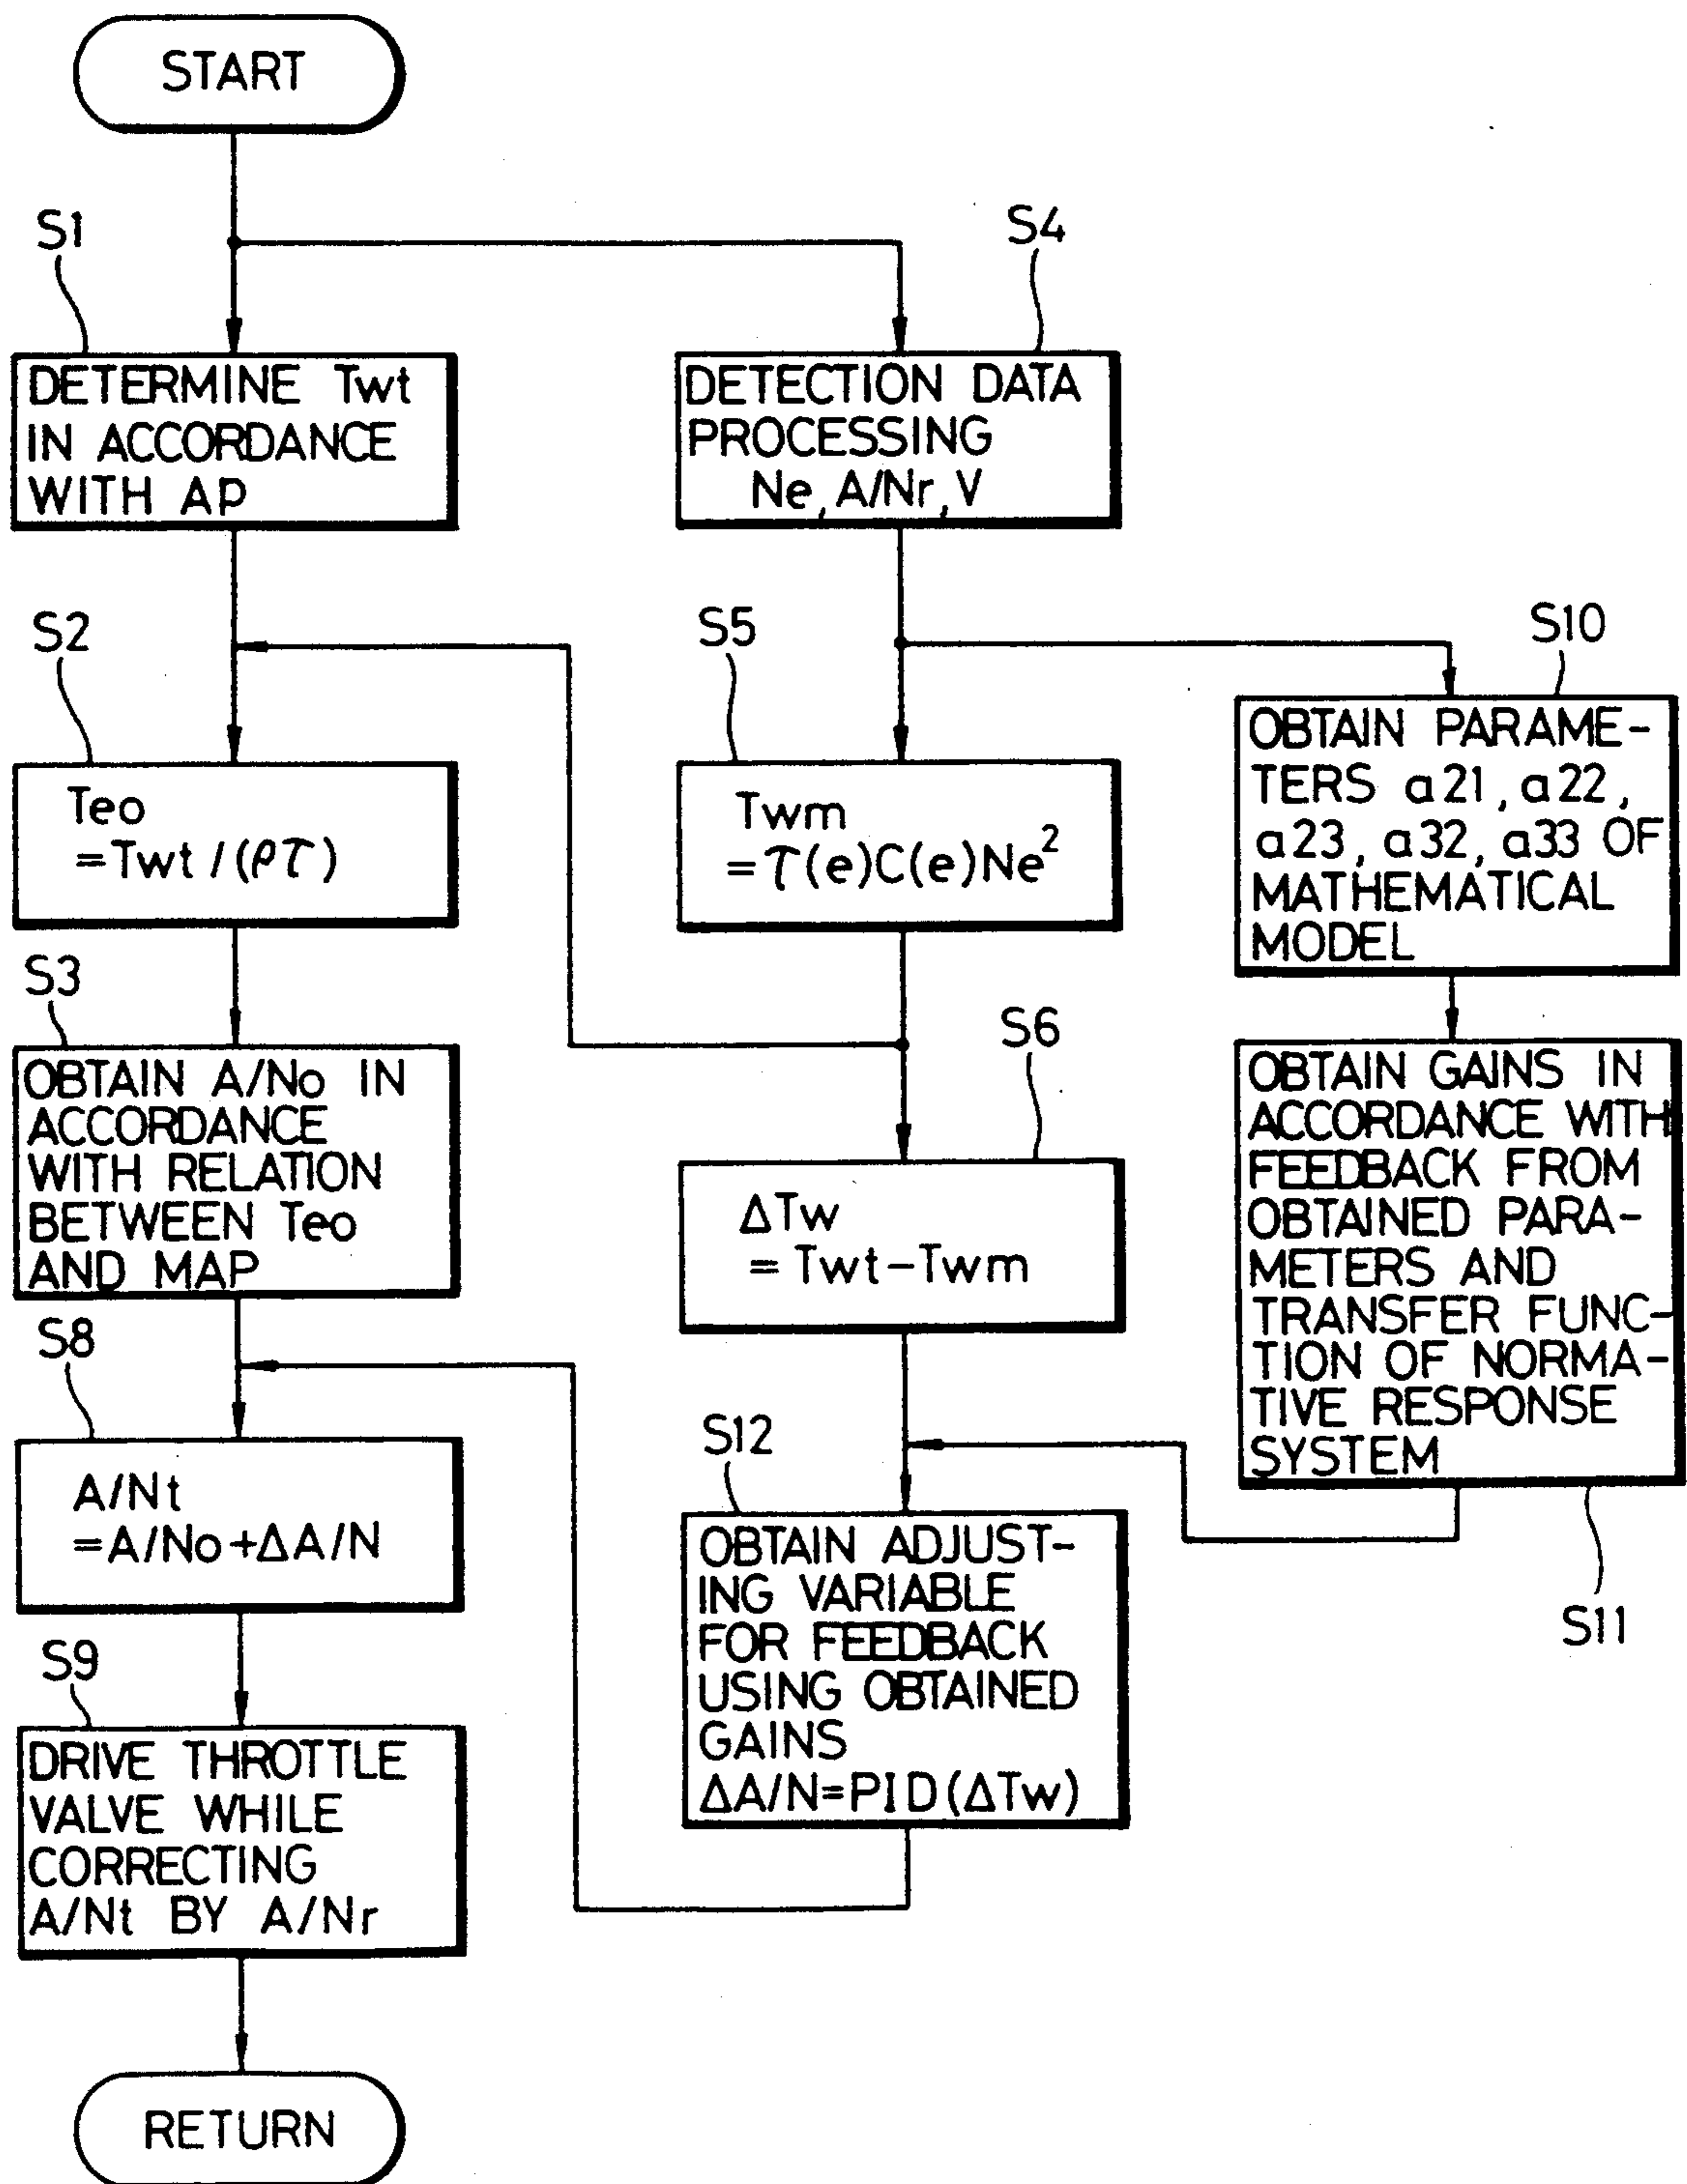 START
S1
DETERMINE Twt
IN ACCORDANCE
WITH AP
S4
DETECTION DATA
PROCESSING
Ne, A/Nr, V
S2
Teo
=Twt/(ρτ)
S5
Twm
=τ(e)C(e)Ne²
S10
OBTAIN PARAME-
TERS a21, a22,
a23, a32, a33 OF
MATHEMATICAL
MODEL
S3
OBTAIN A/No IN
ACCORDANCE
WITH RELATION
BETWEEN Teo
AND MAP
S6
ΔTw
= Twt-Twm
OBTAIN GAINS IN
ACCORDANCE WITH
FEEDBACK FROM
OBTAINED PARA-
METERS AND
TRANSFER FUNC-
TION OF NORMA-
TIVE RESPONSE
SYSTEM
S11
S8
A/Nt
=A/No+ΔA/N
S12
OBTAIN ADJUST-
ING VARIABLE
FOR FEEDBACK
USING OBTAINED
GAINS
ΔA/N=PID(ΔTw)
S9
DRIVE THROTTLE
VALVE WHILE
CORRECTING
A/Nt BY A/Nr
RETURN